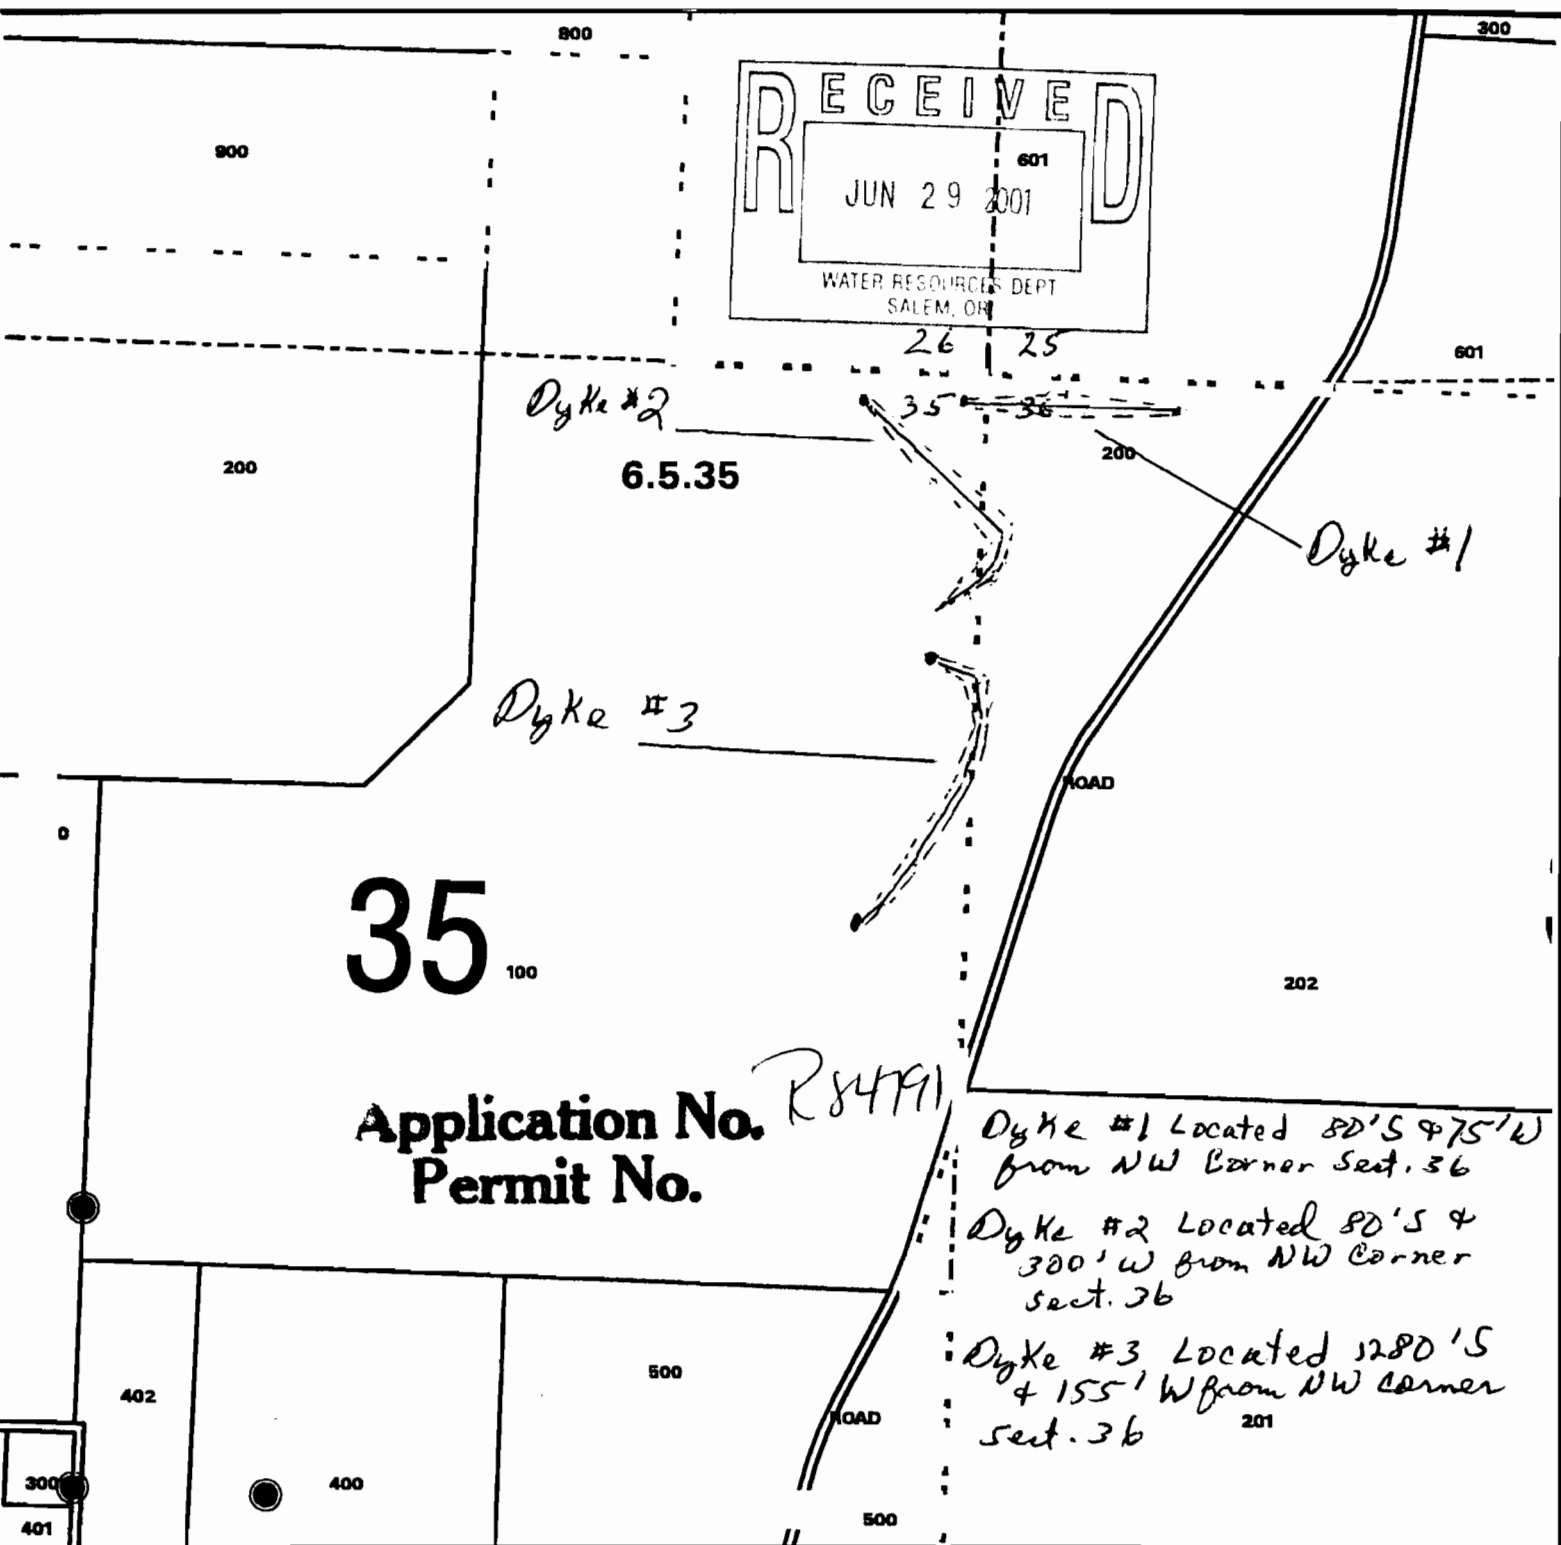 800
300
900
RECEIVED
601
JUN 29 2001
WATER RESOURCES DEPT
SALEM, OR
26 25
601
Dyke #2
35 36
200
200
6.5.35
Dyke #1
Dyke #3
ROAD
0
35
100
202
Application No. R84791
Permit No.
Dyke #1 Located 80'S & 75'W
from NW Corner Sect. 36
Dyke #2 Located 80'S &
300'W from NW Corner
Sect. 36
Dyke #3 Located 1280'S
& 155' W from NW Corner
Sect. 36
500
402
ROAD
201
300
400
401
500